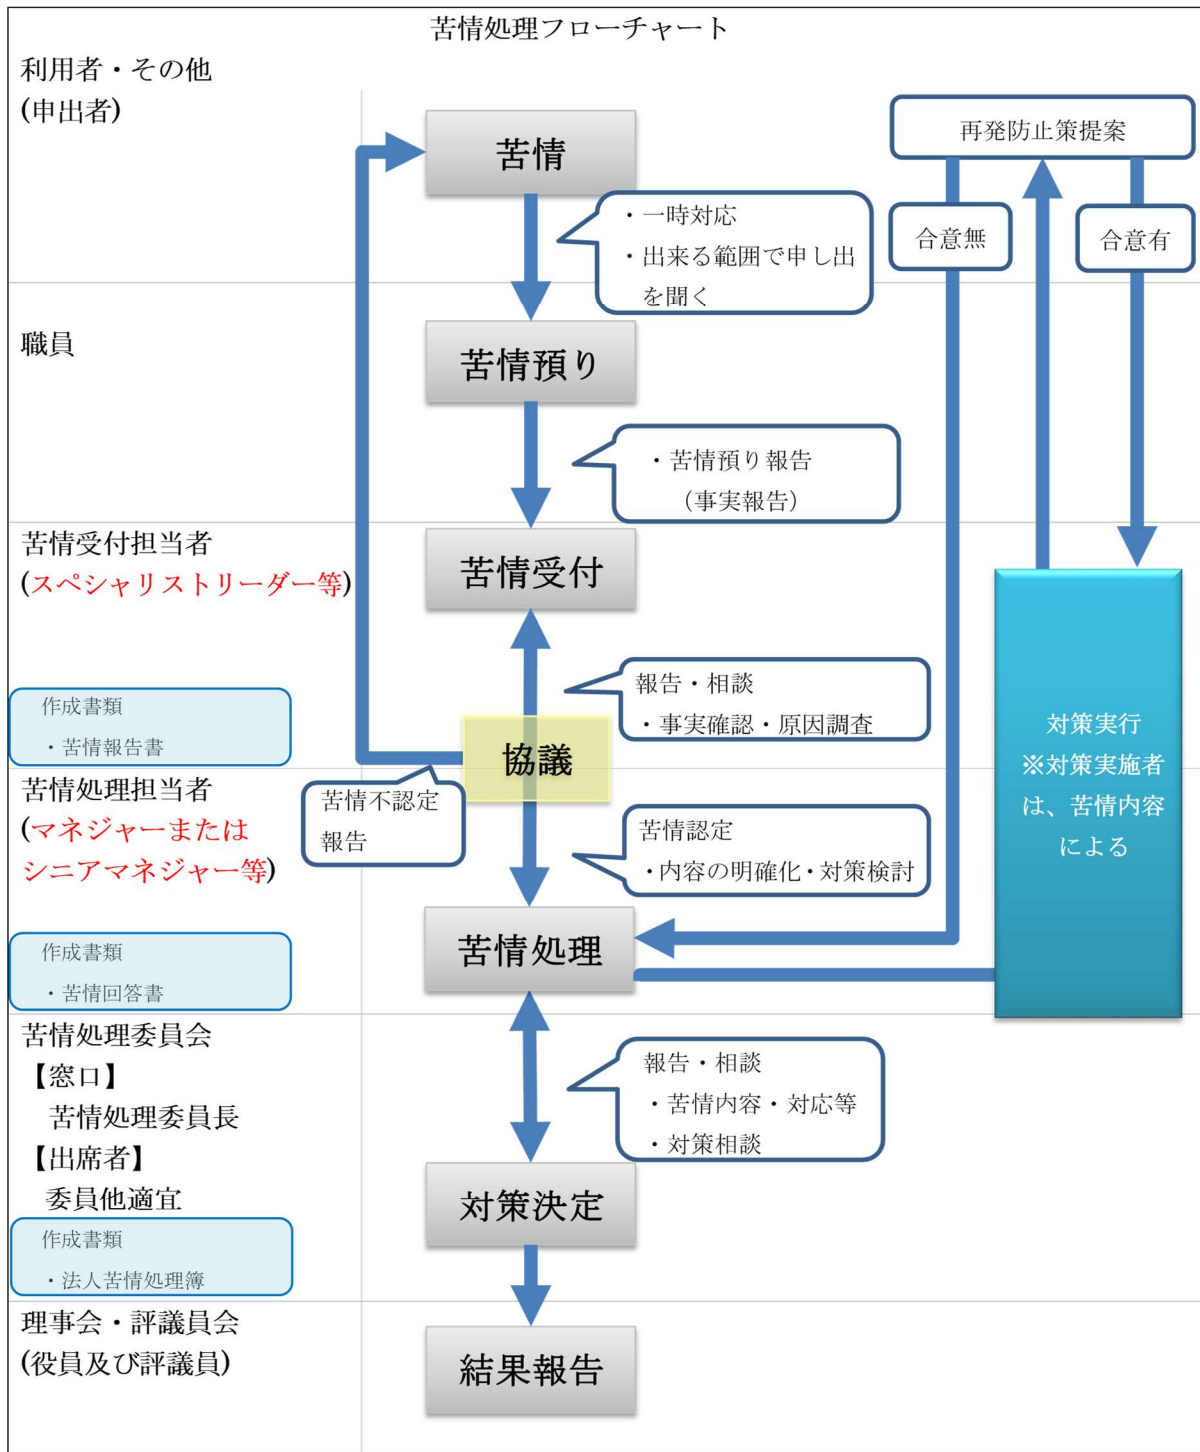 苦情処理フローチャート
利用者・その他
(申出者)
苦情
再発防止策提案
・一時対応
・出来る範囲で申し出
を聞く
合意無
合意有
職員
苦情預り
・苦情預り報告
（事実報告）
苦情受付担当者
(スペシャリストリーダー等)
苦情受付
作成書類
・苦情報告書
報告・相談
・事実確認・原因調査
協議
対策実行
※対策実施者
は、苦情内容
による
苦情処理担当者
(マネジャーまたは
シニアマネジャー等)
苦情不認定
報告
苦情認定
・内容の明確化・対策検討
作成書類
・苦情回答書
苦情処理
苦情処理委員会
【窓口】
苦情処理委員長
【出席者】
委員他適宜
報告・相談
・苦情内容・対応等
・対策相談
作成書類
・法人苦情処理簿
対策決定
理事会・評議員会
(役員及び評議員)
結果報告